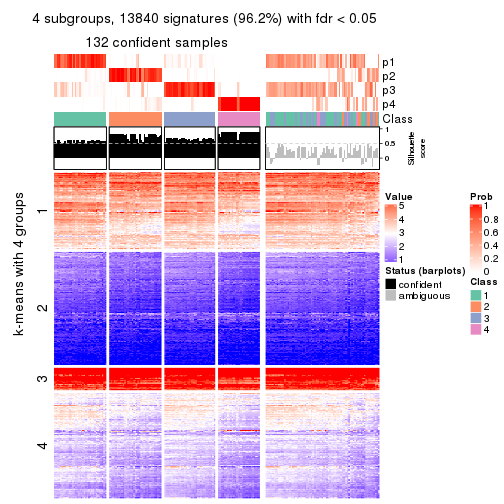 4 subgroups, 13840 signatures (96.2%) with fdr < 0.05
132 confident samples
p1
p2
p3
p4
Class
1
0.5
0
Silhouette
score
k-means with 4 groups
1
2
3
4
Value
5
4
3
2
1
Status (barplots)
confident
ambiguous
Prob
1
0.8
0.6
0.4
0.2
0
Class
1
2
3
4